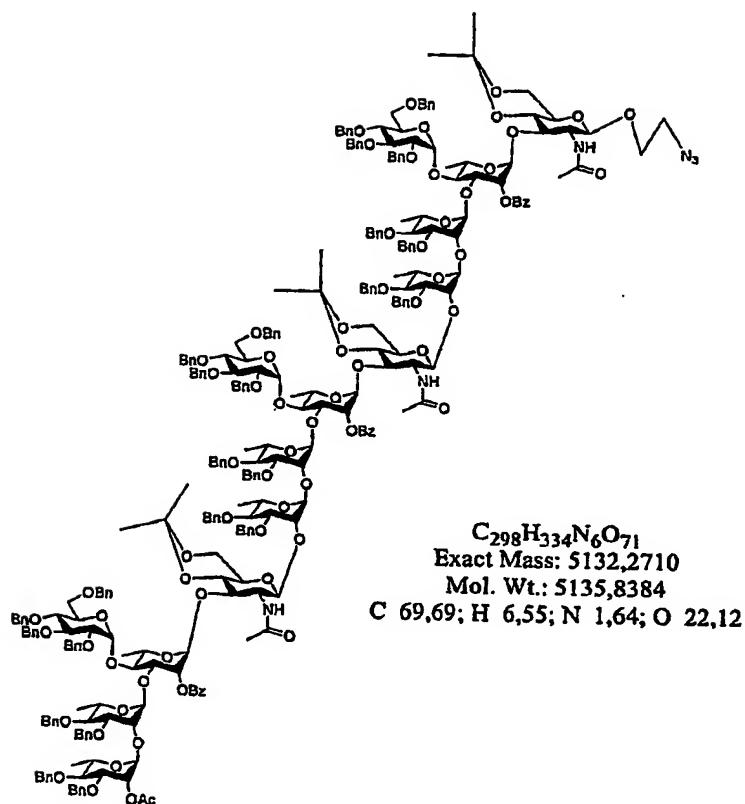 O
OBn
O
O
O
O
BnO
O
O
BnO
BnO
O
NH
O
O
N₃
O
O
OBz
O
BnO
BnO
O
O
O
BnO
BnO
O
OBn
O
O
O
BnO
O
O
BnO
BnO
O
NH
O
O
O
O
OBz
O
BnO
BnO
O
O
O
BnO
BnO
O
OBn
O
O
O
BnO
O
O
BnO
BnO
O
NH
O
O
O
O
OBz
O
BnO
BnO
O
O
O
BnO
BnO
OAc
C₂₉₈H₃₃₄N₆O₇₁
Exact Mass: 5132,2710
Mol. Wt.: 5135,8384
C 69,69; H 6,55; N 1,64; O 22,12